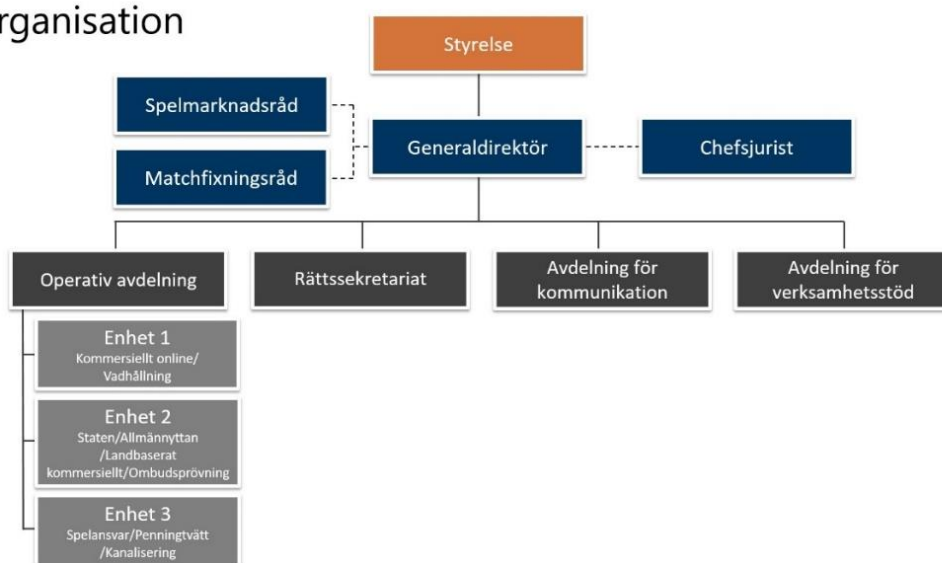 rganisation
Styrelse
Spelmarknadsråd
Matchfixningsråd
Generaldirektör
Chefsjurist
Operativ avdelning
Rättssekretariat
Avdelning för
kommunikation
Avdelning för
verksamhetsstöd
Enhet 1
Kommersiellt online/
Vadhållning
Enhet 2
Staten/Allmännyttan
/Landbaserat
kommersiellt/Ombudsprövning
Enhet 3
Spelansvar/Penningtvätt
/Kanalisering